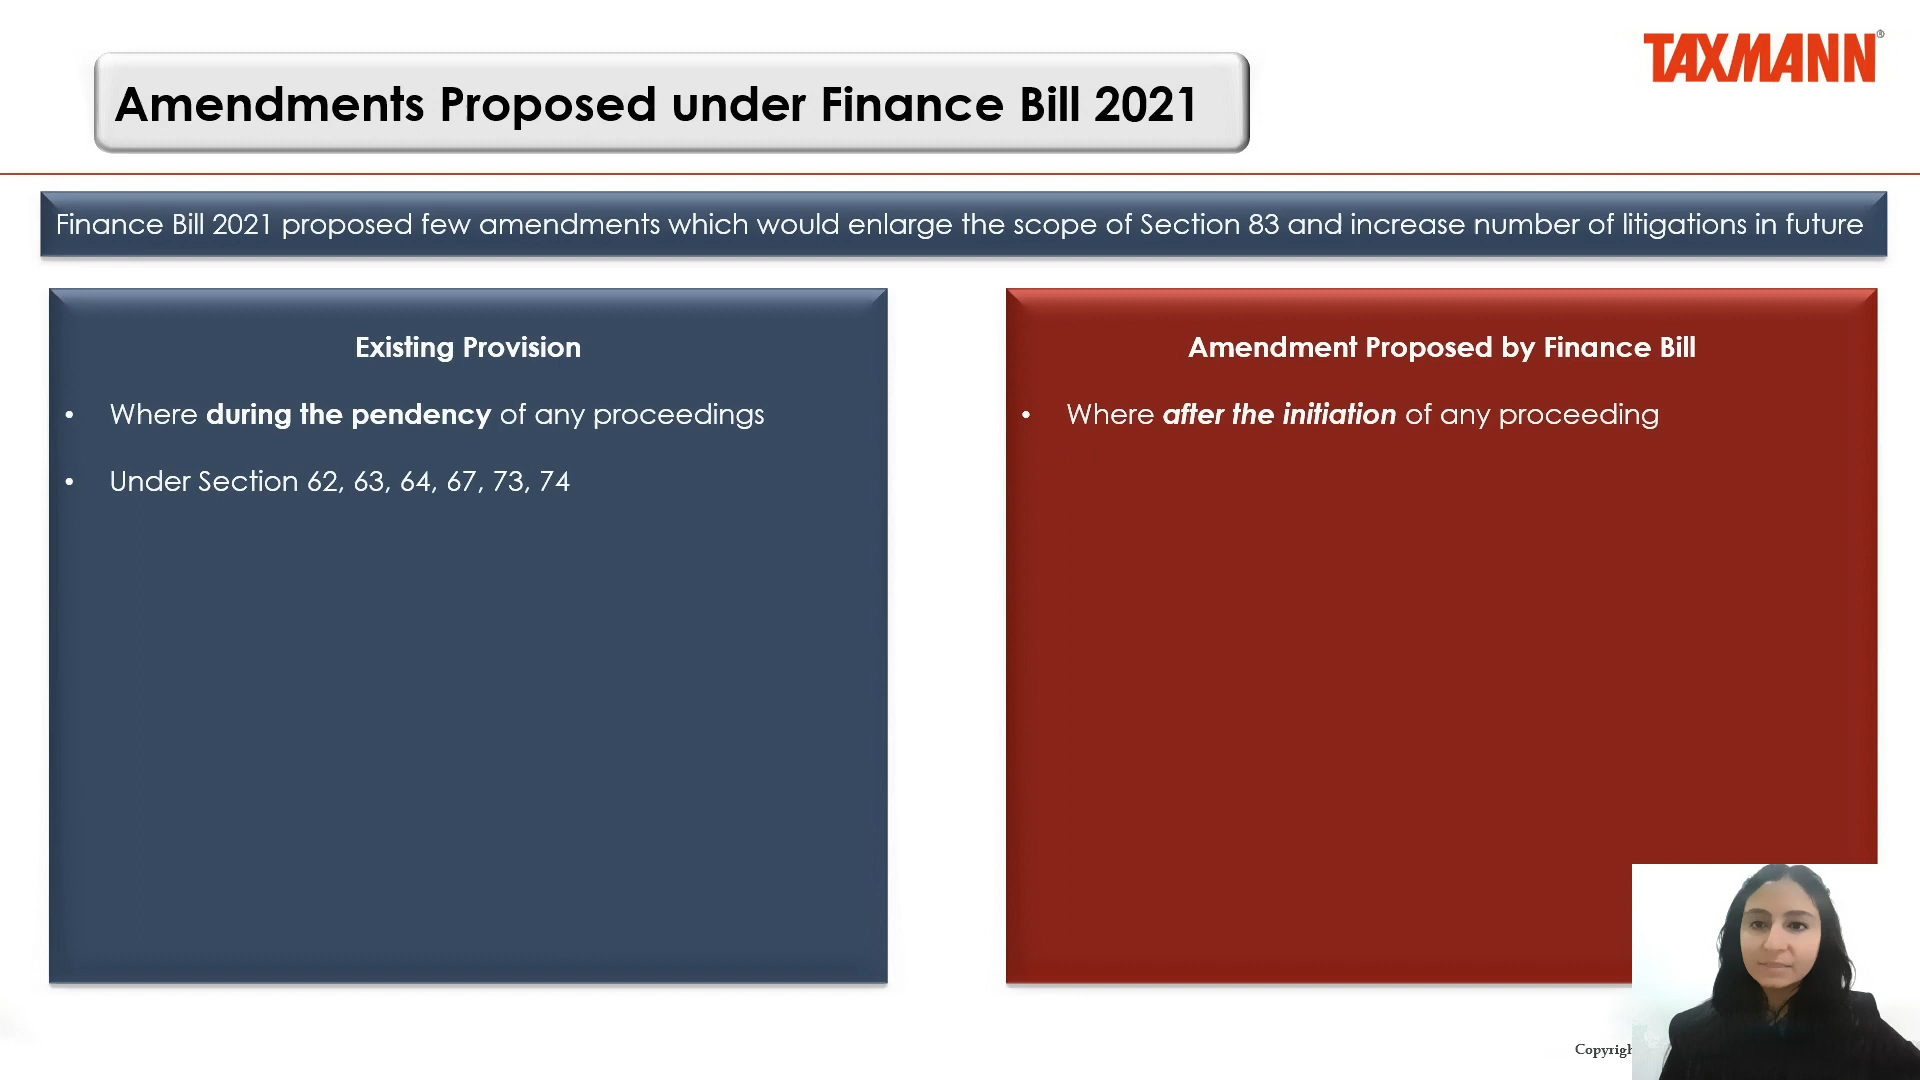 TAXMANN®
Amendments Proposed under Finance Bill 2021
Finance Bill 2021 proposed few amendments which would enlarge the scope of Section 83 and increase number of litigations in future
Existing Provision
• Where during the pendency of any proceedings
• Under Section 62, 63, 64, 67, 73, 74
Amendment Proposed by Finance Bill
• Where after the initiation of any proceeding